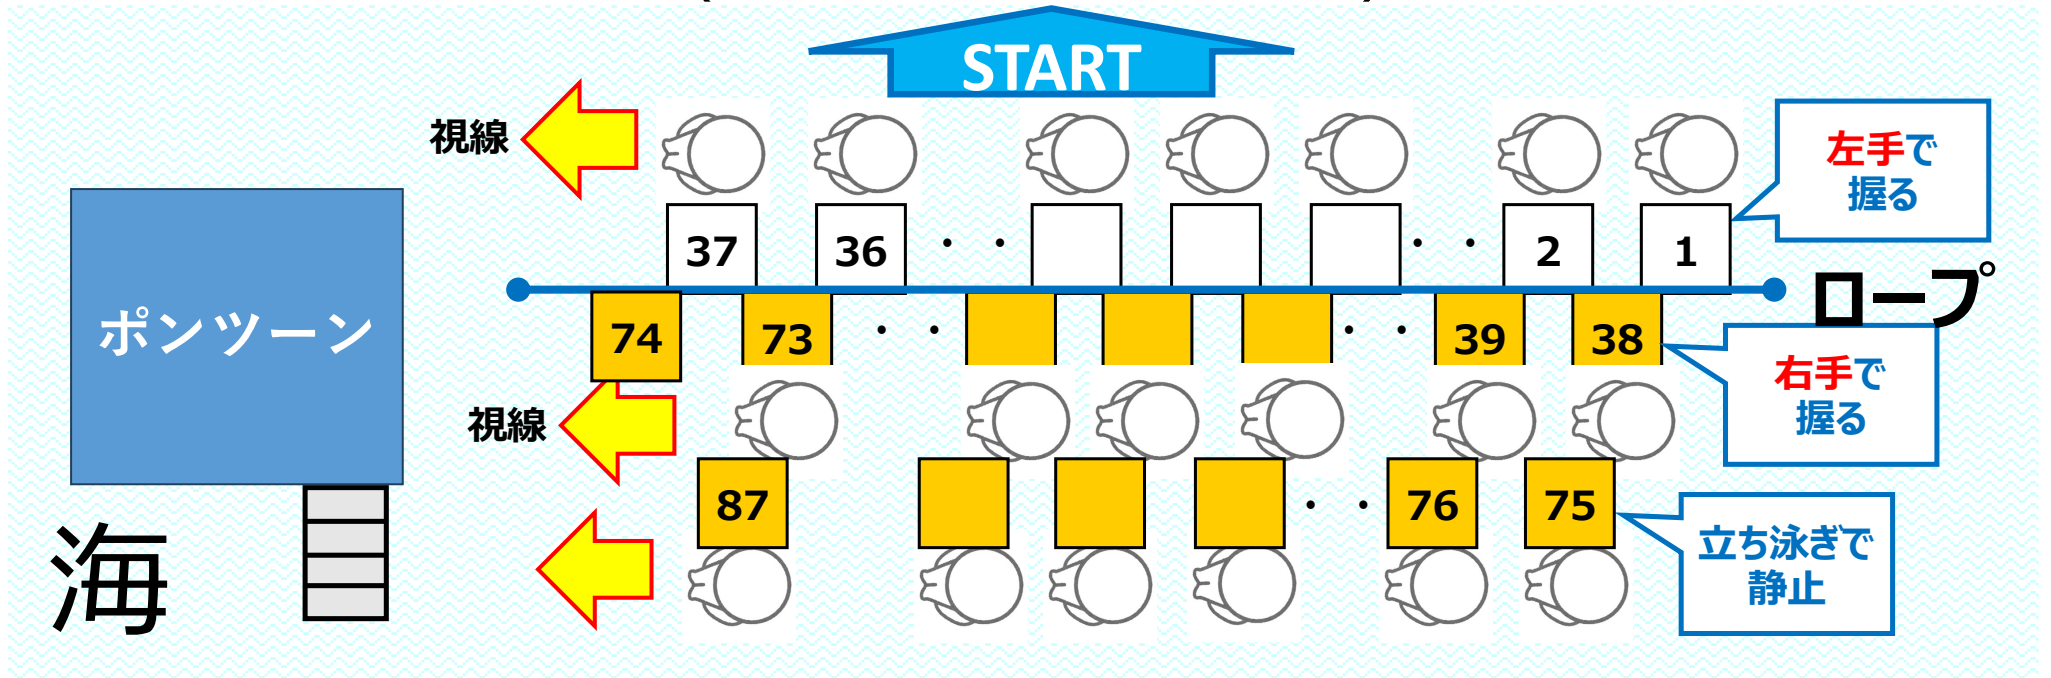 START
視線
左手で
握る
37 36 ・・ ・・ 2 1
ロープ
ポンツーン
74 73 ・・ ・・ 39 38
右手で
握る
視線
87 ・・ 76 75
立ち泳ぎで
静止
海